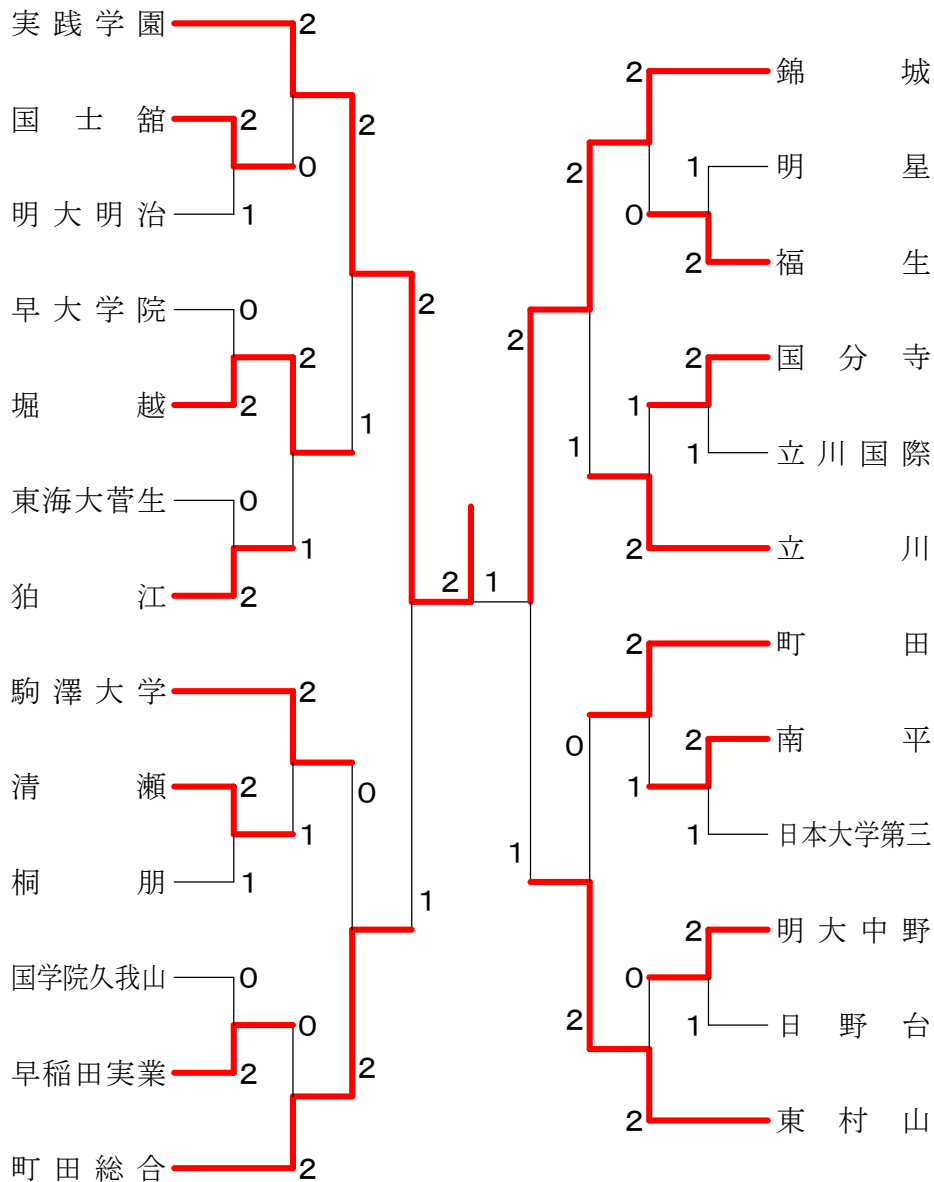 実践学園
2
国士舘
2
2
0
明大明治
1
早大学院
0
2
2
堀越
2
1
東海大菅生
0
1
狛江
2
駒澤大学
2
清瀬
2
0
1
桐朋
1
1
国学院久我山
0
0
早稲田実業
2
2
町田総合
2
2
1
錦城
2
明星
1
2
0
福生
2
国分寺
2
2
1
立川国際
1
1
立川
2
町田
2
南平
2
0
1
日本大学第三
1
1
明大中野
2
0
日野台
1
2
東村山
2